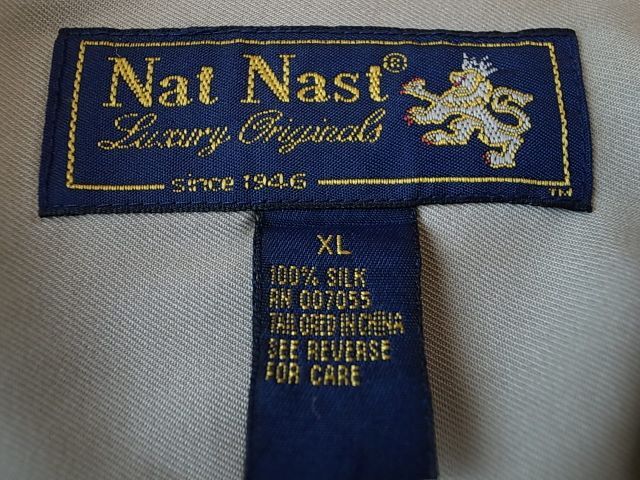 Nat Nast®
Luxury Originals
since 1946
TM
XL
100% SILK
RN 007055
TAILORED IN CHINA
SEE REVERSE
FOR CARE